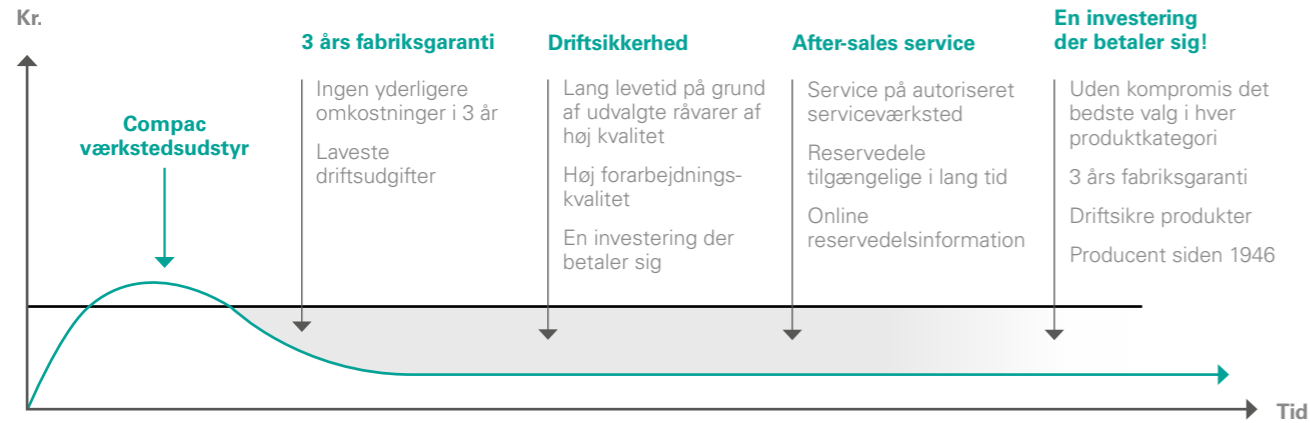 Kr.
Compac
værkstedsudstyr
3 års fabriksgaranti
Ingen yderligere
omkostninger i 3 år
Laveste
driftsudgifter
Driftsikkerhed
Lang levetid på grund
af udvalgte råvarer af
høj kvalitet
Høj forarbejdnings-
kvalitet
En investering der
betaler sig
After-sales service
Service på autoriseret
serviceværksted
Reservedele
tilgængelige i lang tid
Online
reservedelsinformation
En investering
der betaler sig!
Uden kompromis det
bedste valg i hver
produktkategori
3 års fabriksgaranti
Driftsikre produkter
Producent siden 1946
Tid